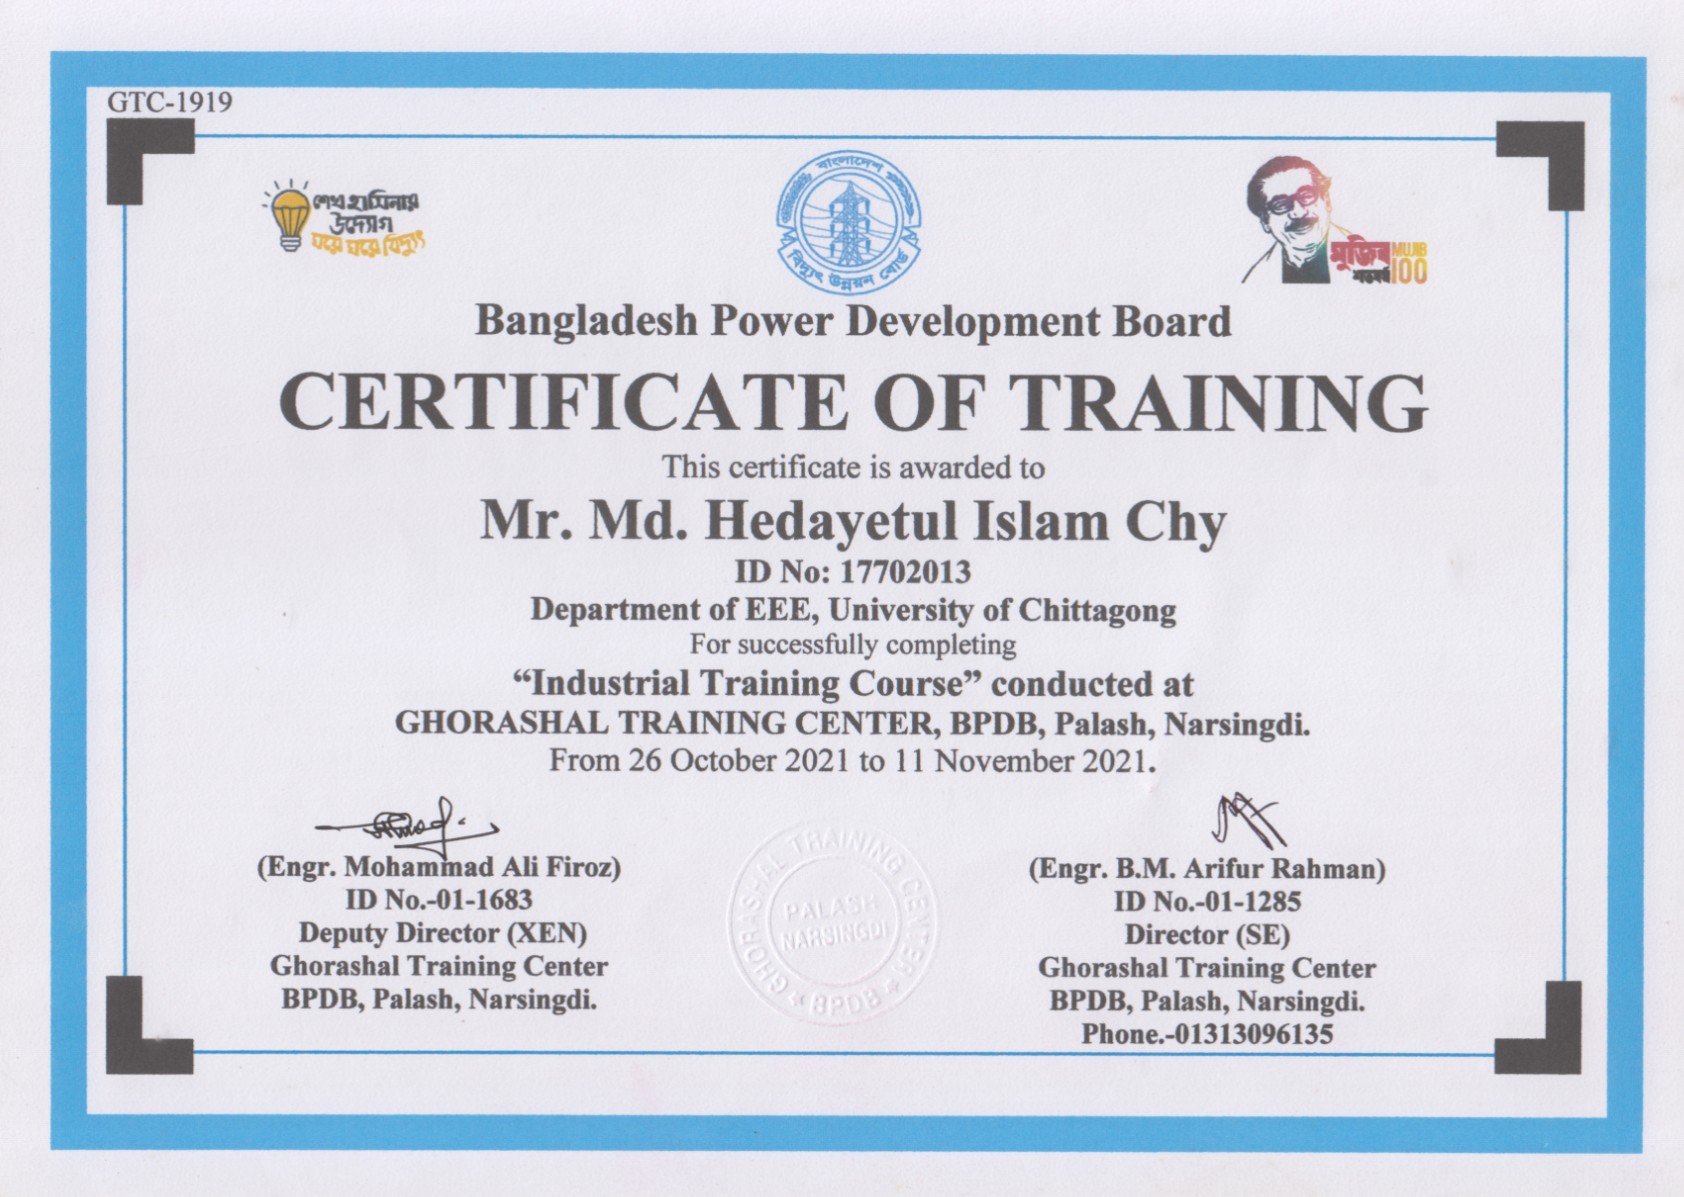 GTC-1919
শেখ হাসিনার
উদ্যোগ
ঘরে ঘরে বিদ্যুৎ
বাংলাদেশ
বিদ্যুৎ উন্নয়ন বোর্ড
মুজিব
শতবর্ষ
MUJIB
100
Bangladesh Power Development Board
CERTIFICATE OF TRAINING
This certificate is awarded to
Mr. Md. Hedayetul Islam Chy
ID No: 17702013
Department of EEE, University of Chittagong
For successfully completing
“Industrial Training Course” conducted at
GHORASHAL TRAINING CENTER, BPDB, Palash, Narsingdi.
From 26 October 2021 to 11 November 2021.
(Engr. Mohammad Ali Firoz)
ID No.-01-1683
Deputy Director (XEN)
Ghorashal Training Center
BPDB, Palash, Narsingdi.
GHORASHAL TRAINING CENTER
PALASH
NARSINGDI
★ BPDB ★
(Engr. B.M. Arifur Rahman)
ID No.-01-1285
Director (SE)
Ghorashal Training Center
BPDB, Palash, Narsingdi.
Phone.-01313096135